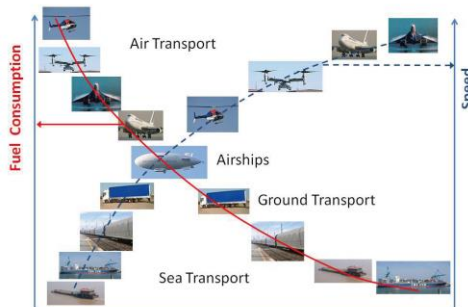 Air Transport
Fuel Consumption
Speed
Airships
Ground Transport
Sea Transport